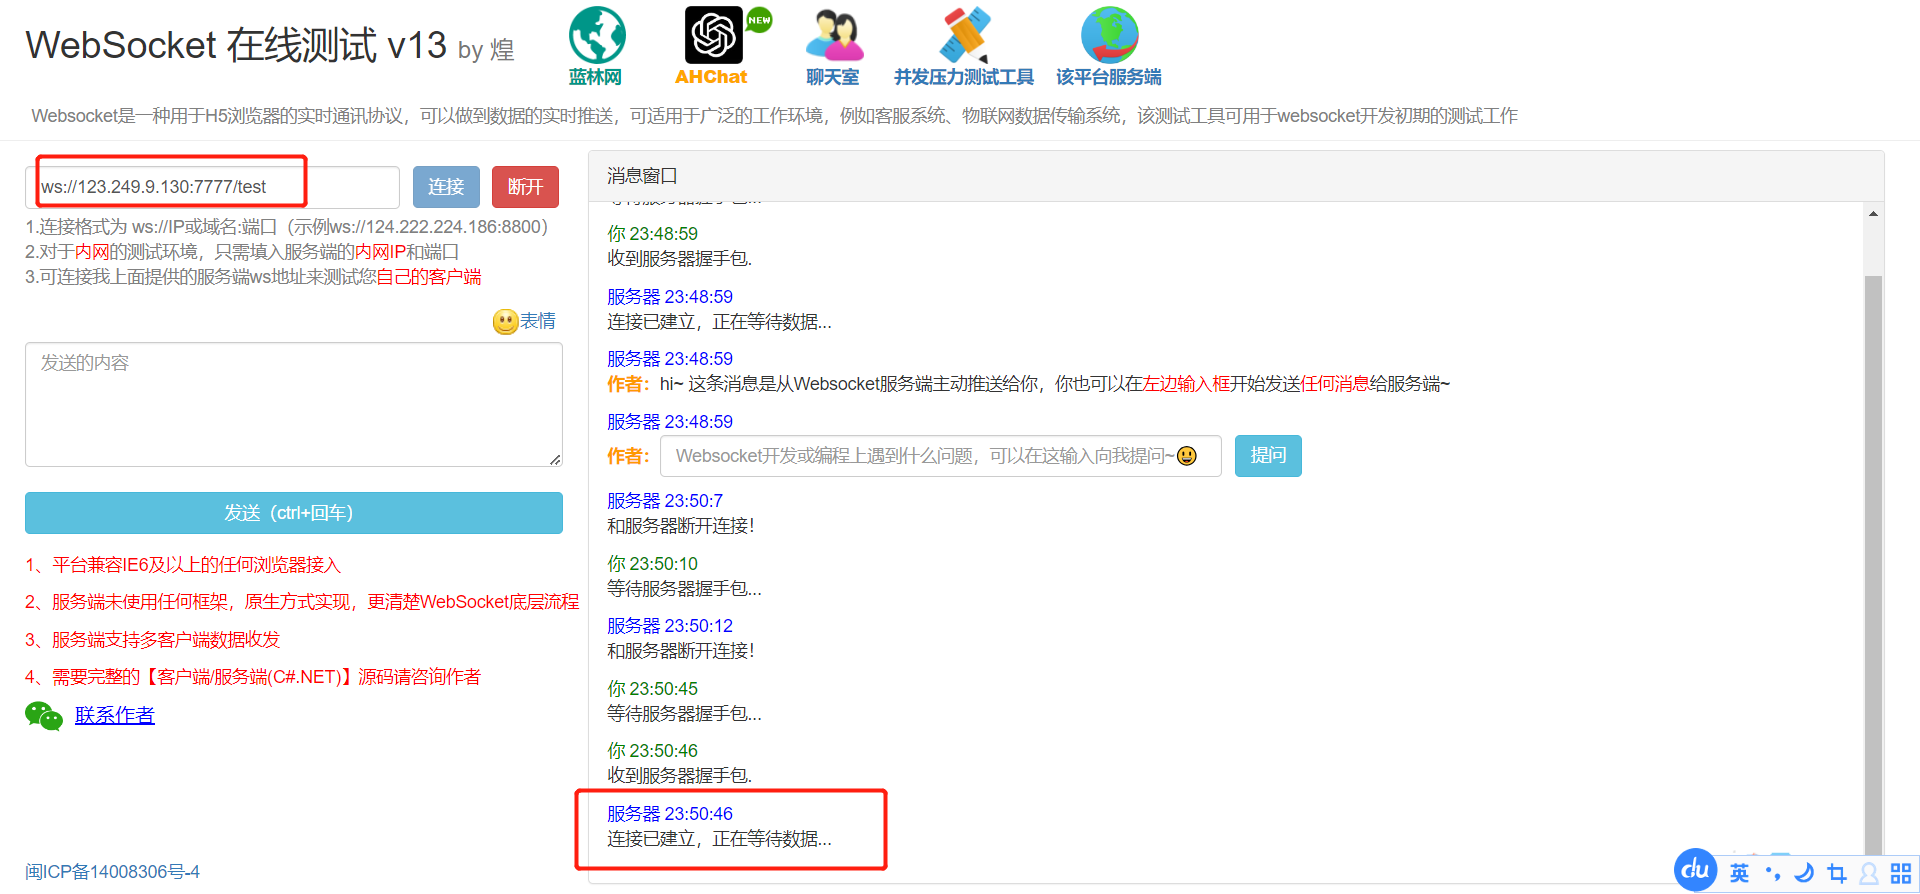 WebSocket 在线测试 v13 by 煌
蓝林网
NEW
AHChat
聊天室
并发压力测试工具
该平台服务端
Websocket是一种用于H5浏览器的实时通讯协议，可以做到数据的实时推送，可适用于广泛的工作环境，例如客服系统、物联网数据传输系统，该测试工具可用于websocket开发初期的测试工作
ws://123.249.9.130:7777/test
连接
断开
1.连接格式为 ws://IP或域名:端口（示例ws://124.222.224.186:8800）
2.对于内网的测试环境，只需填入服务端的内网IP和端口
3.可连接我上面提供的服务端ws地址来测试您自己的客户端
表情
发送的内容
发送（ctrl+回车）
1、平台兼容IE6及以上的任何浏览器接入
2、服务端未使用任何框架，原生方式实现，更清楚WebSocket底层流程
3、服务端支持多客户端数据收发
4、需要完整的【客户端/服务端(C#.NET)】源码请咨询作者
联系作者
闽ICP备14008306号-4
消息窗口
等待服务器握手包...
你 23:48:59
收到服务器握手包.
服务器 23:48:59
连接已建立，正在等待数据...
服务器 23:48:59
作者：hi~ 这条消息是从Websocket服务端主动推送给你，你也可以在左边输入框开始发送任何消息给服务端~
服务器 23:48:59
作者： Websocket开发或编程上遇到什么问题，可以在这输入向我提问~😃 提问
服务器 23:50:7
和服务器断开连接！
你 23:50:10
等待服务器握手包...
服务器 23:50:12
和服务器断开连接！
你 23:50:45
等待服务器握手包...
你 23:50:46
收到服务器握手包.
服务器 23:50:46
连接已建立，正在等待数据...
du 英